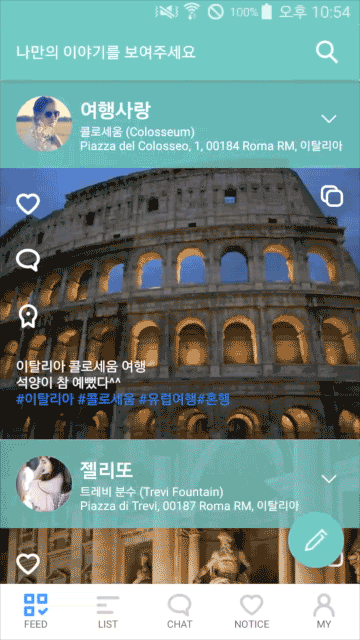 100% 오후 10:54
나만의 이야기를 보여주세요
여행사랑
콜로세움 (Colosseum)
Piazza del Colosseo, 1, 00184 Roma RM, 이탈리아
이탈리아 콜로세움 여행
석양이 참 예뻤다^^
#이탈리아 #콜로세움 #유럽여행#혼행
젤리또
트레비 분수 (Trevi Fountain)
Piazza di Trevi, 00187 Roma RM, 이탈리아
FEED LIST CHAT NOTICE MY